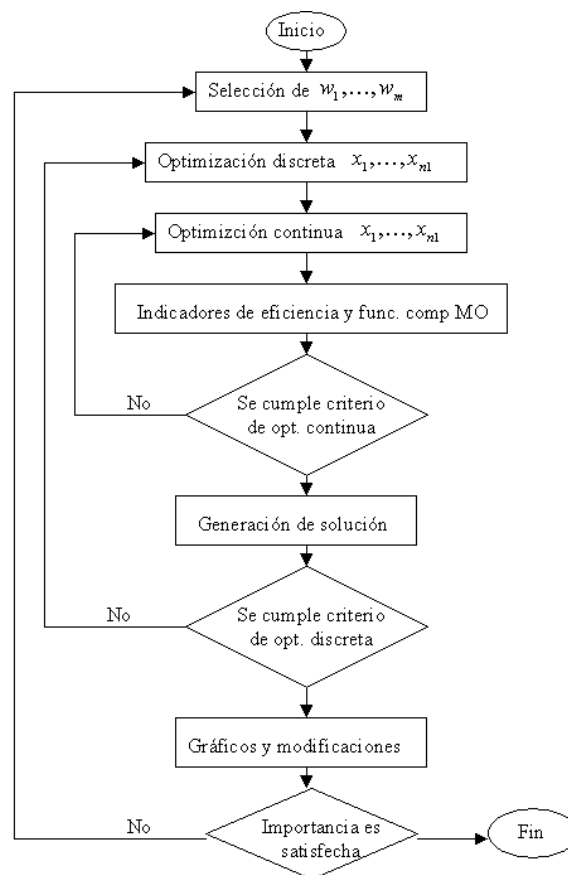 Inicio
Selección de w₁,...,wₘ
Optimización discreta x₁,...,xₙ₁
Optimizción continua x₁,...,xₙ₁
Indicadores de eficiencia y func. comp MO
No
Se cumple criterio
de opt. continua
Generación de solución
No
Se cumple criterio
de opt. discreta
Gráficos y modificaciones
No
Importancia es
satisfecha
Fin